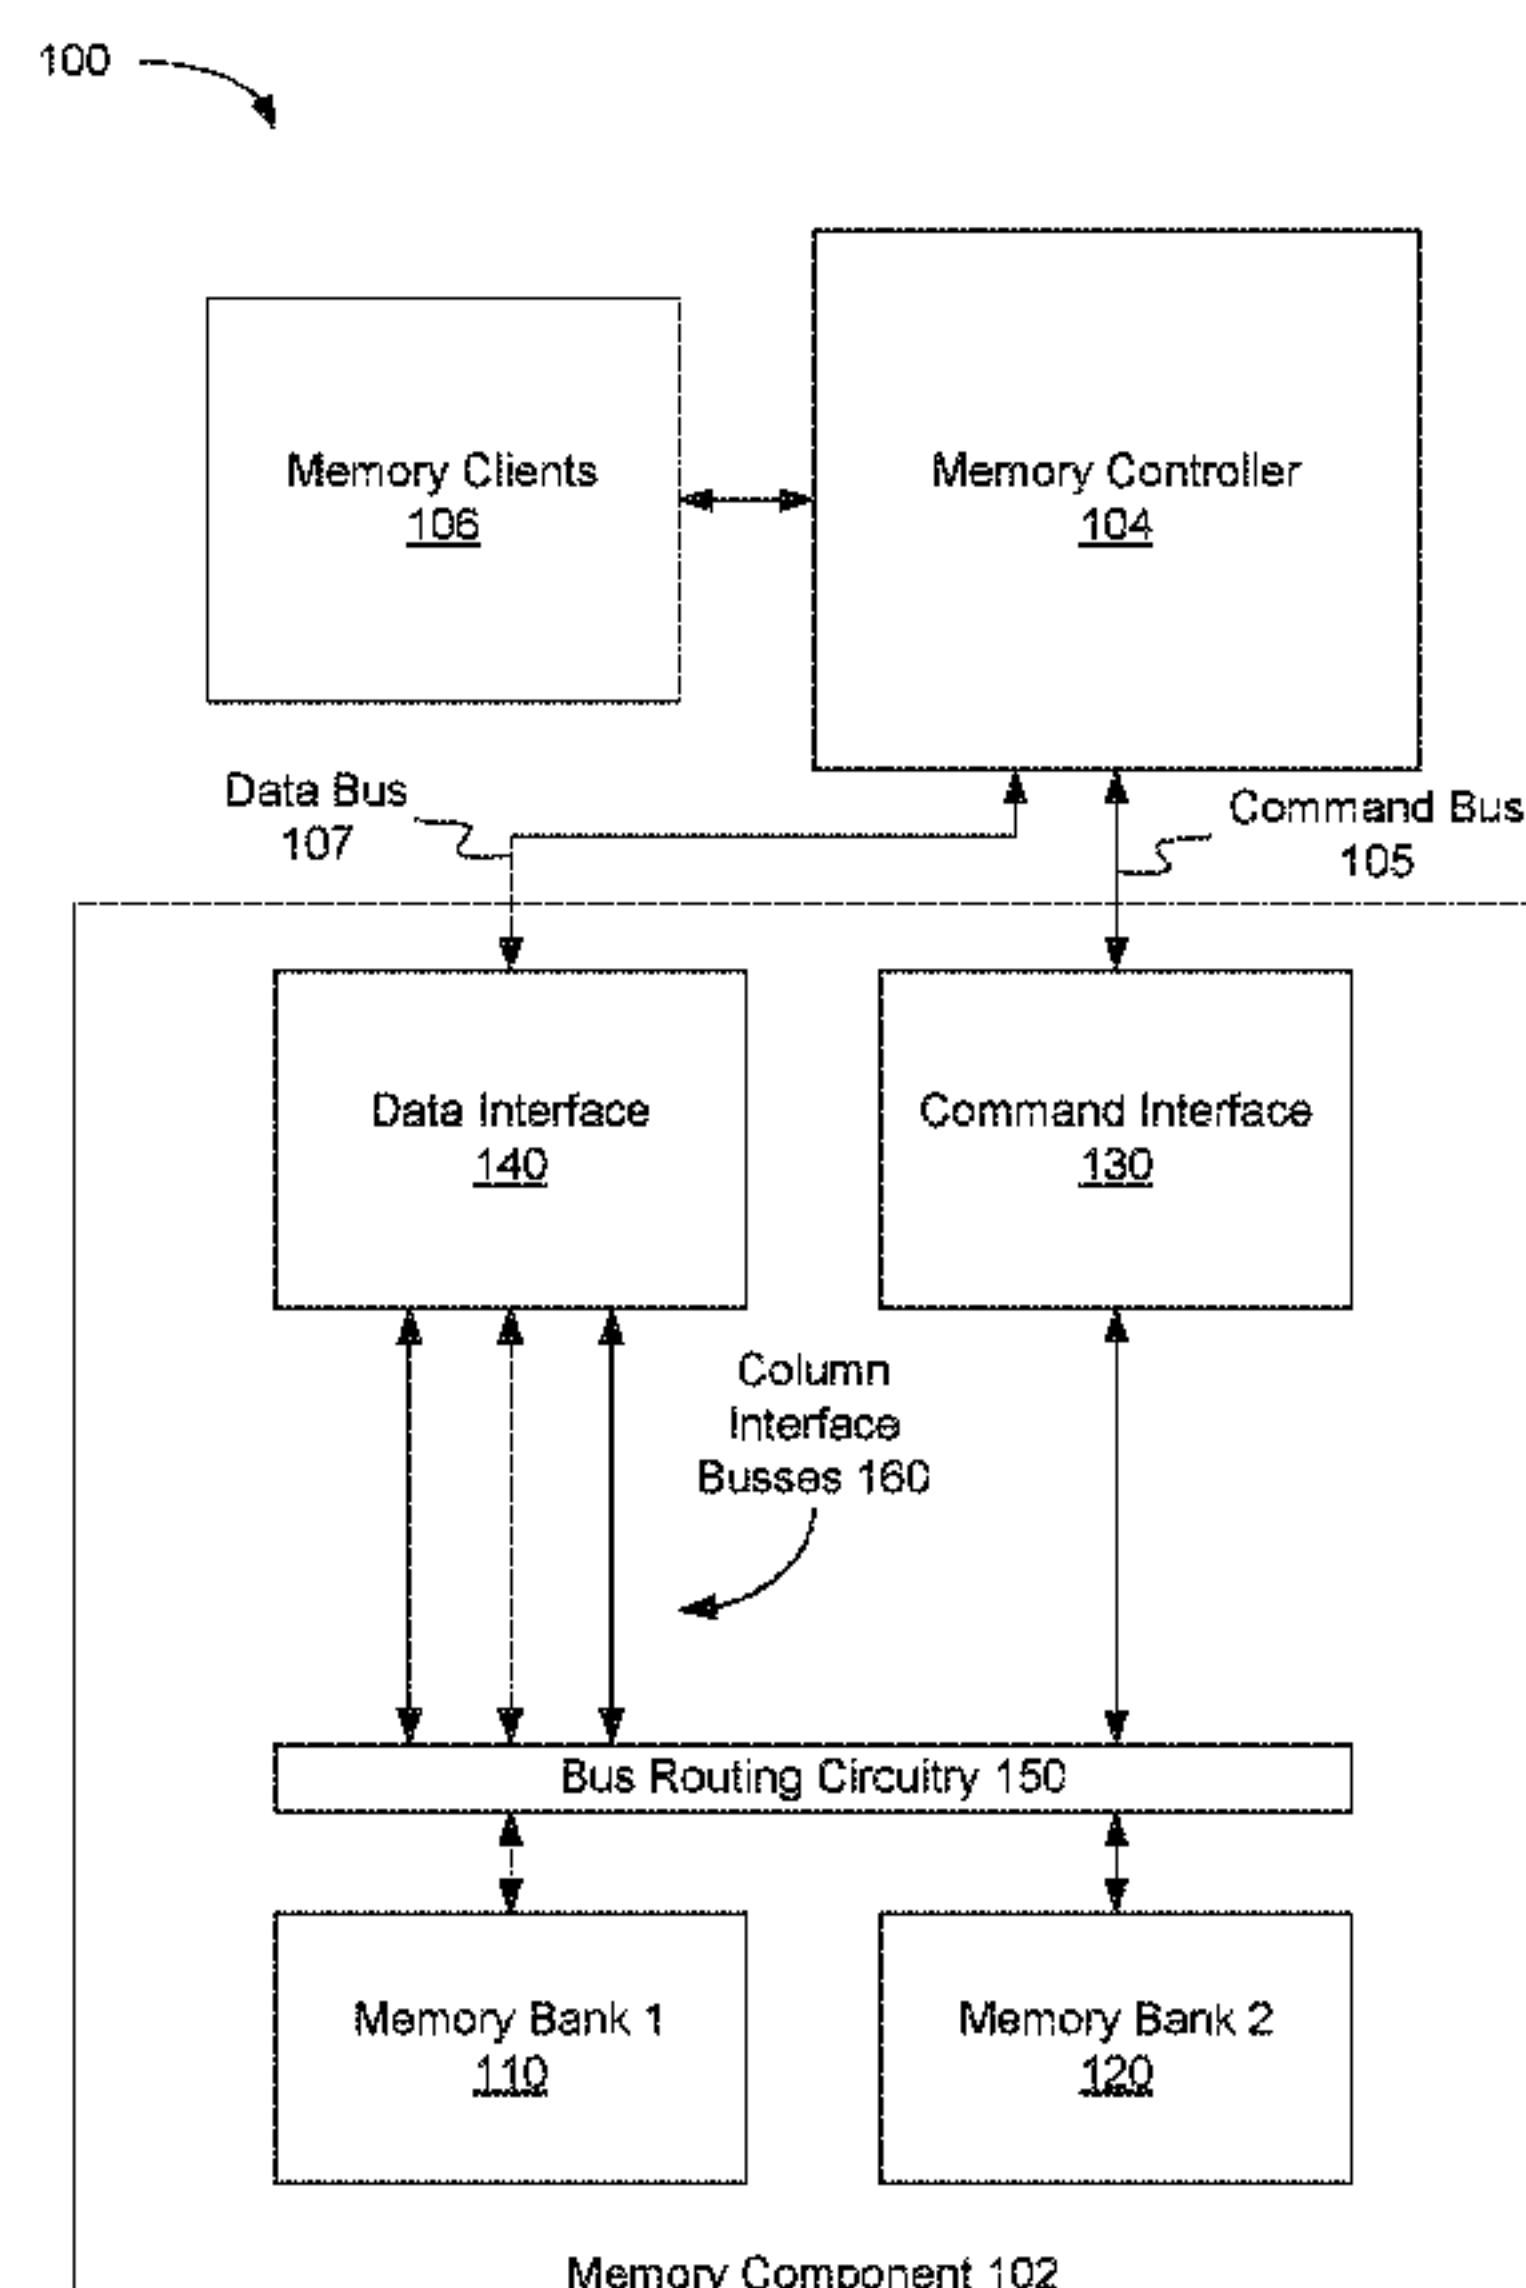 100
Memory Clients
106
Memory Controller
104
Data Bus
107
Command Bus
105
Data Interface
140
Command Interface
130
Column
Interface
Busses 160
Bus Routing Circuitry 150
Memory Bank 1
110
Memory Bank 2
120
Memory Component 102